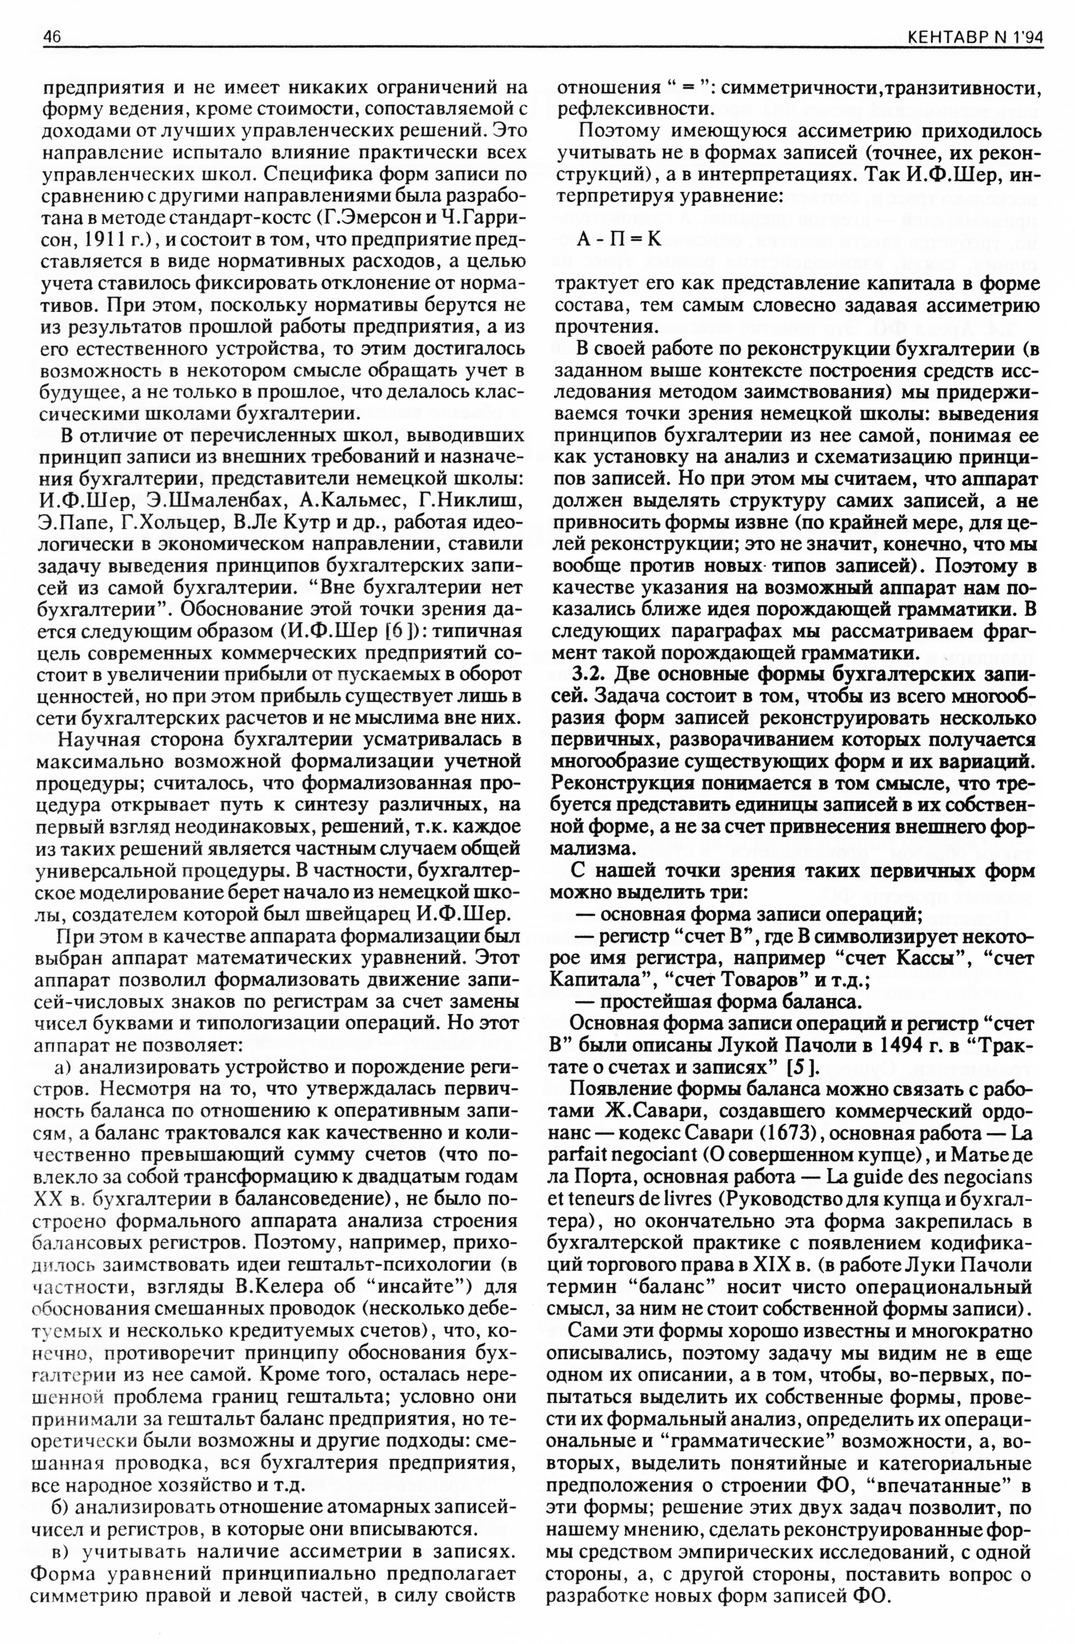 46
КЕНТАВР N 1'94
предприятия и не имеет никаких ограничений на
форму ведения, кроме стоимости, сопоставляемой с
доходами от лучших управленческих решений. Это
направление испытало влияние практически всех
управленческих школ. Специфика форм записи по
сравнению с другими направлениями была разрабо-
тана в методе стандарт-костс (Г.Эмерсон и Ч.Гарри-
сон, 1911 г.), и состоит в том, что предприятие пред-
ставляется в виде нормативных расходов, а целью
учета ставилось фиксировать отклонение от норма-
тивов. При этом, поскольку нормативы берутся не
из результатов прошлой работы предприятия, а из
его естественного устройства, то этим достигалось
возможность в некотором смысле обращать учет в
будущее, а не только в прошлое, что делалось клас-
сическими школами бухгалтерии.
В отличие от перечисленных школ, выводивших
принцип записи из внешних требований и назначе-
ния бухгалтерии, представители немецкой школы:
И.Ф.Шер, Э.Шмаленбах, А.Кальмес, Г.Никлиш,
Э.Папе, Г.Хольцер, В.Ле Кутр и др., работая идео-
логически в экономическом направлении, ставили
задачу выведения принципов бухгалтерских запи-
сей из самой бухгалтерии. “Вне бухгалтерии нет
бухгалтерии”. Обоснование этой точки зрения да-
ется следующим образом (И.Ф.Шер [6]): типичная
цель современных коммерческих предприятий со-
стоит в увеличении прибыли от пускаемых в оборот
ценностей, но при этом прибыль существует лишь в
сети бухгалтерских расчетов и не мыслима вне них.
Научная сторона бухгалтерии усматривалась в
максимально возможной формализации учетной
процедуры; считалось, что формализованная про-
цедура открывает путь к синтезу различных, на
первый взгляд неодинаковых, решений, т.к. каждое
из таких решений является частным случаем общей
универсальной процедуры. В частности, бухгалтер-
ское моделирование берет начало из немецкой шко-
лы, создателем которой был швейцарец И.Ф.Шер.
При этом в качестве аппарата формализации был
выбран аппарат математических уравнений. Этот
аппарат позволил формализовать движение запи-
сей-числовых знаков по регистрам за счет замены
чисел буквами и типологизации операций. Но этот
аппарат не позволяет:
а) анализировать устройство и порождение реги-
стров. Несмотря на то, что утверждалась первич-
ность баланса по отношению к оперативным запи-
сям, а баланс трактовался как качественно и коли-
чественно превышающий сумму счетов (что по-
влекло за собой трансформацию к двадцатым годам
XX в. бухгалтерии в балансоведение), не было по-
строено формального аппарата анализа строения
балансовых регистров. Поэтому, например, прихо-
дилось заимствовать идеи гештальт-психологии (в
частности, взгляды В.Келера об “инсайте”) для
обоснования смешанных проводок (несколько дебе-
туемых и несколько кредитуемых счетов), что, ко-
нечно, противоречит принципу обоснования бух-
галтерии из нее самой. Кроме того, осталась нере-
шенной проблема границ гештальта; условно они
принимали за гештальт баланс предприятия, но те-
оретически были возможны и другие подходы: сме-
шанная проводка, вся бухгалтерия предприятия,
все народное хозяйство и т.д.
б) анализировать отношение атомарных записей-
чисел и регистров, в которые они вписываются.
в) учитывать наличие ассиметрии в записях.
Форма уравнений принципиально предполагает
симметрию правой и левой частей, в силу свойств
отношения “ = ”: симметричности,транзитивности,
рефлексивности.
Поэтому имеющуюся ассиметрию приходилось
учитывать не в формах записей (точнее, их рекон-
струкций), а в интерпретациях. Так И.Ф.Шер, ин-
терпретируя уравнение:
А - П = К
трактует его как представление капитала в форме
состава, тем самым словесно задавая ассиметрию
прочтения.
В своей работе по реконструкции бухгалтерии (в
заданном выше контексте построения средств исс-
ледования методом заимствования) мы придержи-
ваемся точки зрения немецкой школы: выведения
принципов бухгалтерии из нее самой, понимая ее
как установку на анализ и схематизацию принци-
пов записей. Но при этом мы считаем, что аппарат
должен выделять структуру самих записей, а не
привносить формы извне (по крайней мере, для це-
лей реконструкции; это не значит, конечно, что мы
вообще против новых типов записей). Поэтому в
качестве указания на возможный аппарат нам по-
казались ближе идея порождающей грамматики. В
следующих параграфах мы рассматриваем фраг-
мент такой порождающей грамматики.
3.2. Две основные формы бухгалтерских запи-
сей. Задача состоит в том, чтобы из всего многооб-
разия форм записей реконструировать несколько
первичных, разворачиванием которых получается
многообразие существующих форм и их вариаций.
Реконструкция понимается в том смысле, что тре-
буется представить единицы записей в их собствен-
ной форме, а не за счет привнесения внешнего фор-
мализма.
С нашей точки зрения таких первичных форм
можно выделить три:
— основная форма записи операций;
— регистр “счет В”, где В символизирует некото-
рое имя регистра, например “счет Кассы”, “счет
Капитала”, “счет Товаров” и т.д.;
— простейшая форма баланса.
Основная форма записи операций и регистр “счет
В” были описаны Лукой Пачоли в 1494 г. в “Трак-
тате о счетах и записях” [5].
Появление формы баланса можно связать с рабо-
тами Ж.Савари, создавшего коммерческий ордо-
нанс — кодекс Савари (1673), основная работа — La
parfait negociant (О совершенном купце), и Матье де
ла Порта, основная работа — La guide des negocians
et teneurs de livres (Руководство для купца и бухгал-
тера), но окончательно эта форма закрепилась в
бухгалтерской практике с появлением кодифика-
ций торгового права в XIX в. (в работе Луки Пачоли
термин “баланс” носит чисто операциональный
смысл, за ним не стоит собственной формы записи).
Сами эти формы хорошо известны и многократно
описывались, поэтому задачу мы видим не в еще
одном их описании, а в том, чтобы, во-первых, по-
пытаться выделить их собственные формы, прове-
сти их формальный анализ, определить их операци-
ональные и “грамматические” возможности, а, во-
вторых, выделить понятийные и категориальные
предположения о строении ФО, “впечатанные” в
эти формы; решение этих двух задач позволит, по
нашему мнению, сделать реконструированные фор-
мы средством эмпирических исследований, с одной
стороны, а, с другой стороны, поставить вопрос о
разработке новых форм записей ФО.